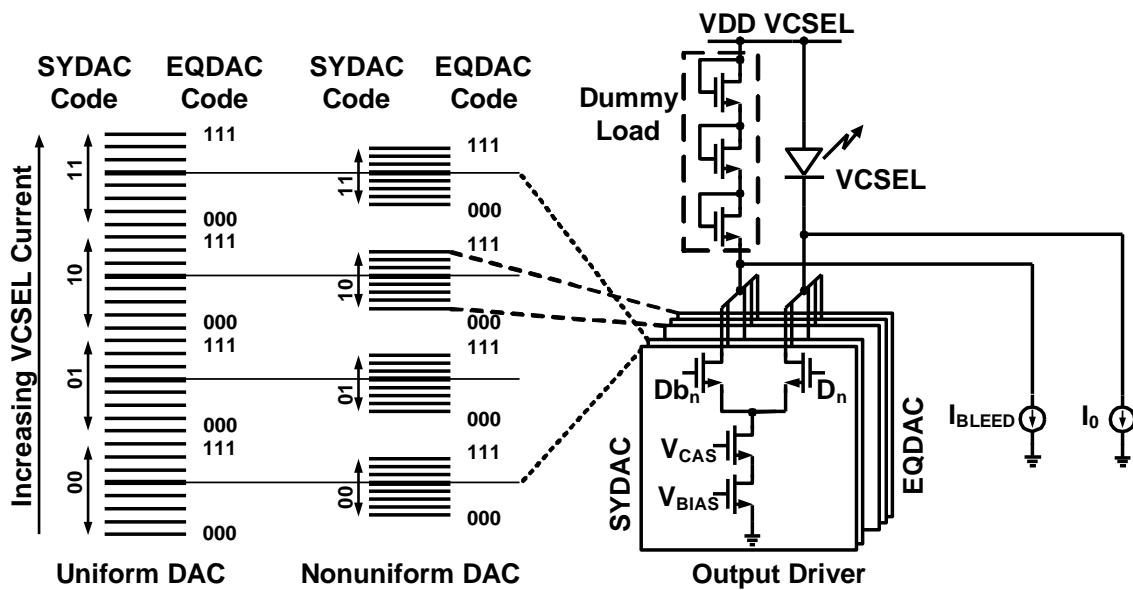 VDD VCSEL
SYDAC Code
EQDAC Code
SYDAC Code
EQDAC Code
Dummy Load
VCSEL
Increasing VCSEL Current
11
111
000
10
111
000
01
111
000
00
111
000
11
111
000
10
111
000
01
111
000
00
111
000
Dbn
Dn
VCAS
VBIAS
SYDAC
EQDAC
IBLEED
I0
Uniform DAC
Nonuniform DAC
Output Driver